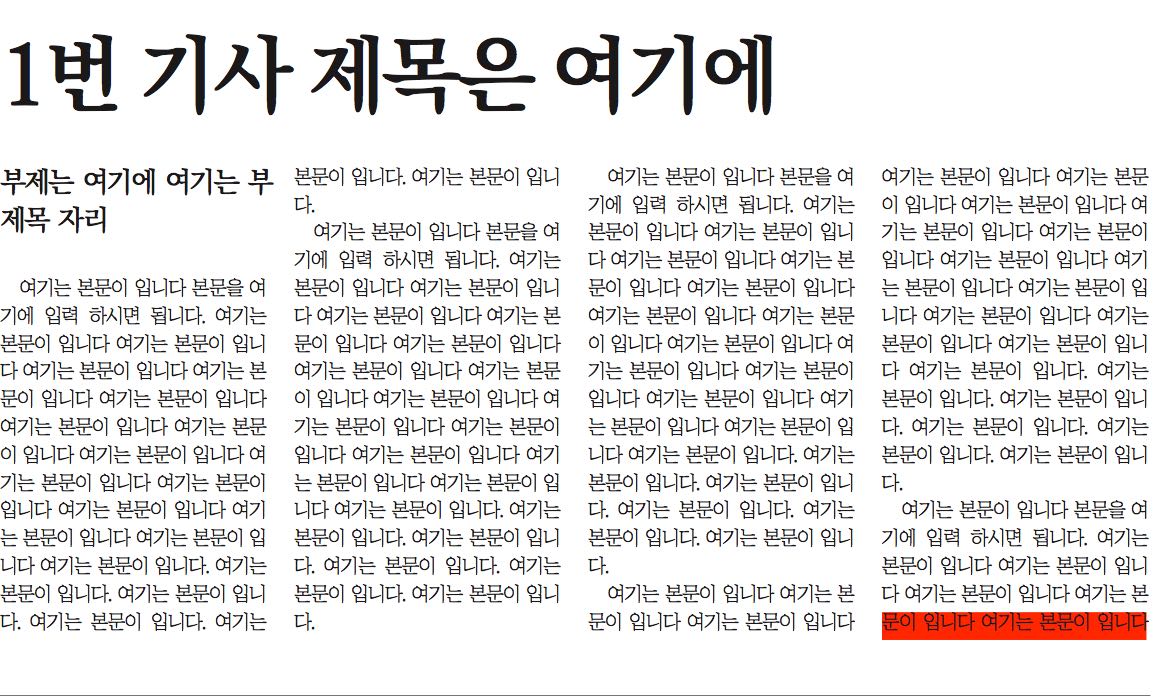 1번 기사 제목은 여기에
부제는 여기에 여기는 부
제목 자리
여기는 본문이 입니다 본문을 여
기에 입력 하시면 됩니다. 여기는
본문이 입니다 여기는 본문이 입니
다 여기는 본문이 입니다 여기는 본
문이 입니다 여기는 본문이 입니다
여기는 본문이 입니다 여기는 본문
이 입니다 여기는 본문이 입니다 여
기는 본문이 입니다 여기는 본문이
입니다 여기는 본문이 입니다 여기
는 본문이 입니다 여기는 본문이 입
니다 여기는 본문이 입니다. 여기는
본문이 입니다. 여기는 본문이 입니
다. 여기는 본문이 입니다. 여기는
본문이 입니다. 여기는 본문이 입니
다.
여기는 본문이 입니다 본문을 여
기에 입력 하시면 됩니다. 여기는
본문이 입니다 여기는 본문이 입니
다 여기는 본문이 입니다 여기는 본
문이 입니다 여기는 본문이 입니다
여기는 본문이 입니다 여기는 본문
이 입니다 여기는 본문이 입니다 여
기는 본문이 입니다 여기는 본문이
입니다 여기는 본문이 입니다 여기
는 본문이 입니다 여기는 본문이 입
니다 여기는 본문이 입니다. 여기는
본문이 입니다. 여기는 본문이 입니
다. 여기는 본문이 입니다. 여기는
본문이 입니다. 여기는 본문이 입니
다.
여기는 본문이 입니다 본문을 여
기에 입력 하시면 됩니다. 여기는
본문이 입니다 여기는 본문이 입니
다 여기는 본문이 입니다 여기는 본
문이 입니다 여기는 본문이 입니다
여기는 본문이 입니다 여기는 본문
이 입니다 여기는 본문이 입니다 여
기는 본문이 입니다 여기는 본문이
입니다 여기는 본문이 입니다 여기
는 본문이 입니다 여기는 본문이 입
니다 여기는 본문이 입니다. 여기는
본문이 입니다. 여기는 본문이 입니
다. 여기는 본문이 입니다. 여기는
본문이 입니다. 여기는 본문이 입니
다.
여기는 본문이 입니다 여기는 본
문이 입니다 여기는 본문이 입니다
여기는 본문이 입니다 여기는 본문
이 입니다 여기는 본문이 입니다 여
기는 본문이 입니다 여기는 본문이
입니다 여기는 본문이 입니다 여기
는 본문이 입니다 여기는 본문이 입
니다 여기는 본문이 입니다 여기는
본문이 입니다 여기는 본문이 입니
다 여기는 본문이 입니다. 여기는
본문이 입니다. 여기는 본문이 입니
다. 여기는 본문이 입니다. 여기는
본문이 입니다. 여기는 본문이 입니
다.
여기는 본문이 입니다 본문을 여
기에 입력 하시면 됩니다. 여기는
본문이 입니다 여기는 본문이 입니
다 여기는 본문이 입니다 여기는 본
문이 입니다 여기는 본문이 입니다